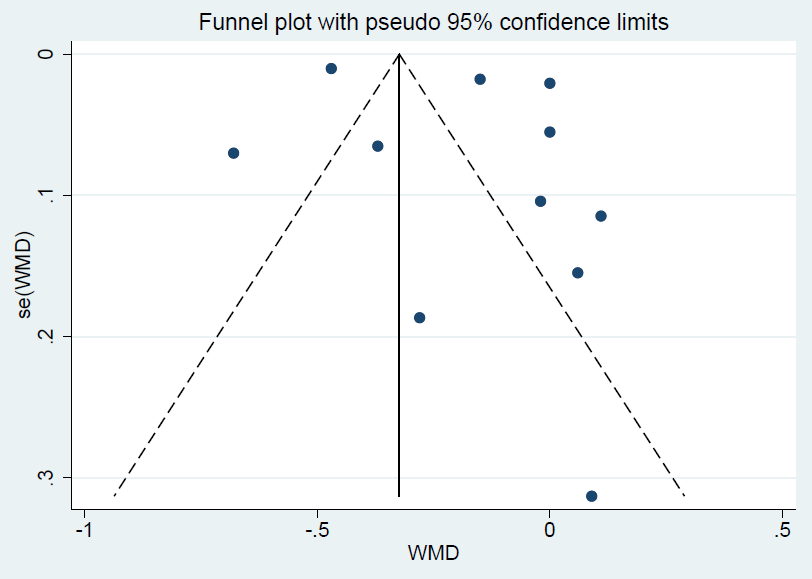 Funnel plot with pseudo 95% confidence limits
0
.1
.2
.3
se(WMD)
-1
-.5
0
.5
WMD